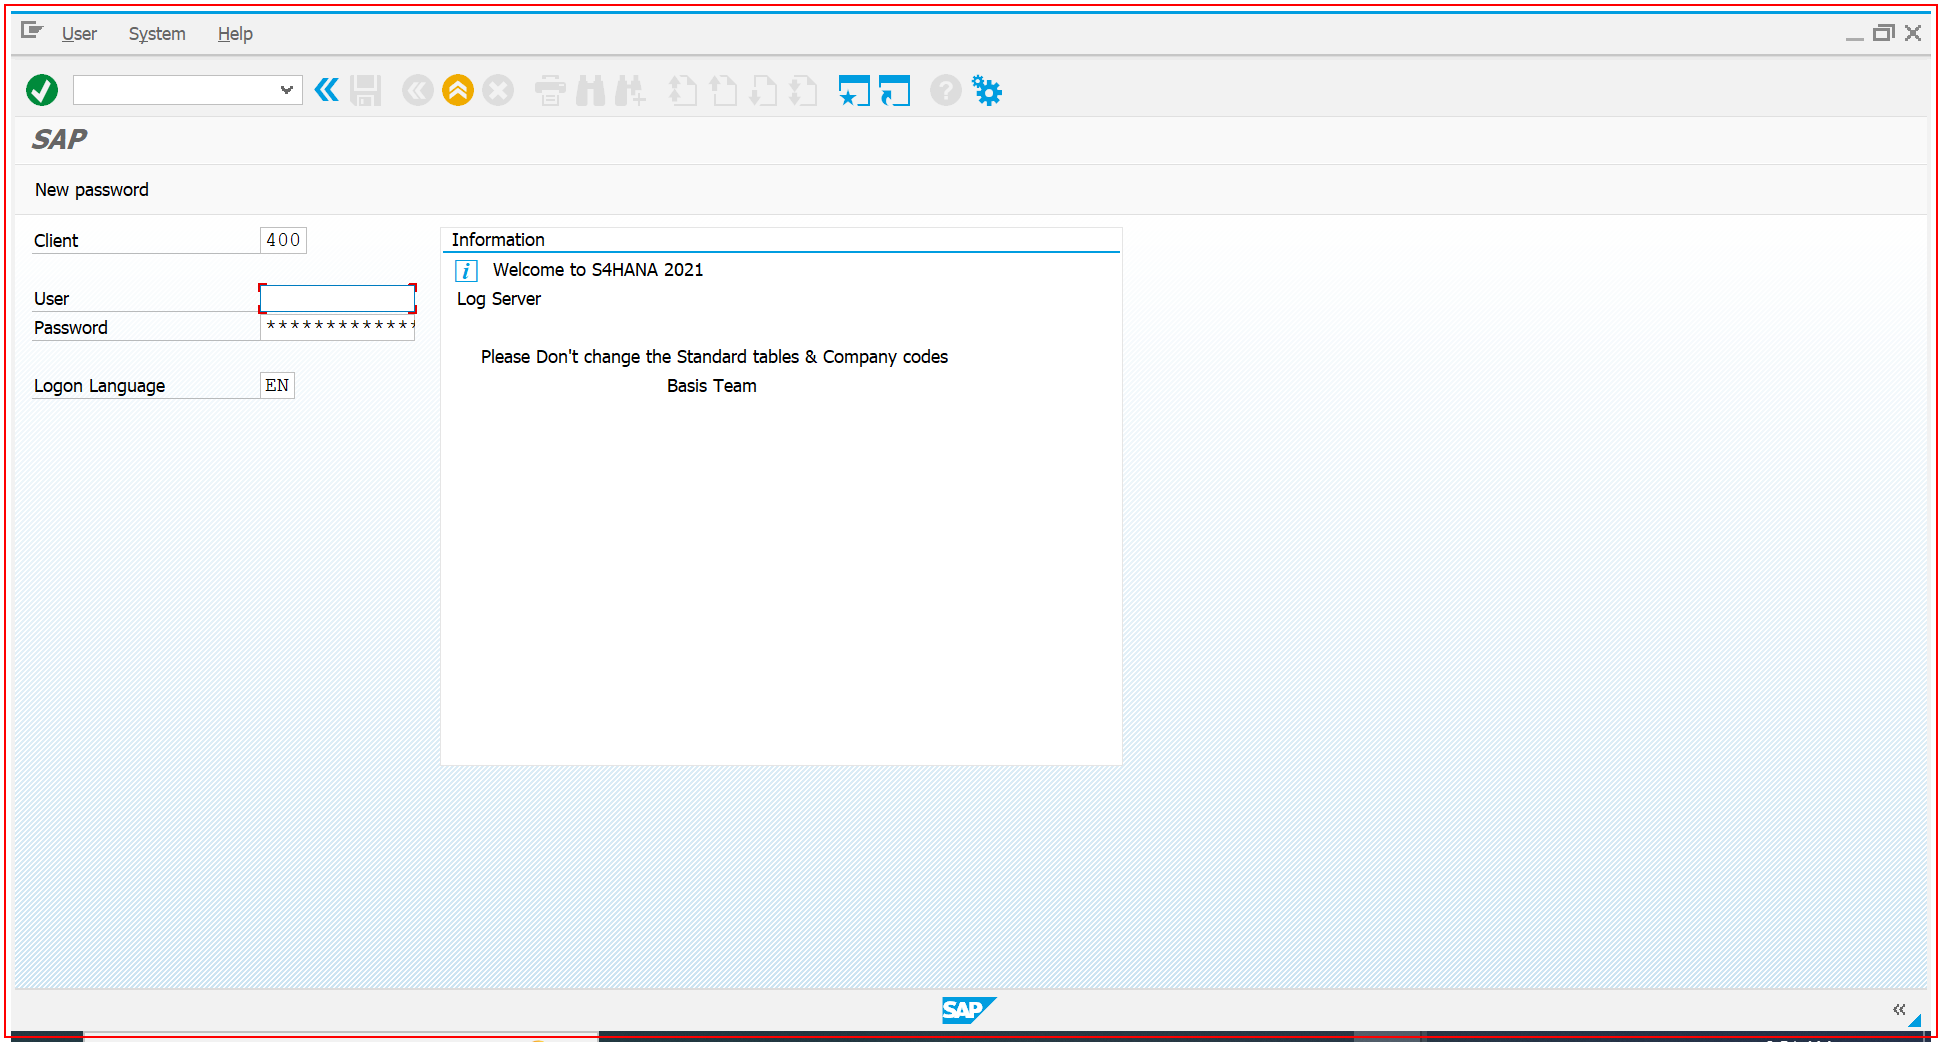 User System Help
SAP
New password
Client 400
User
Password *************
Logon Language EN
Information
i Welcome to S4HANA 2021
Log Server
Please Don't change the Standard tables & Company codes
Basis Team
SAP